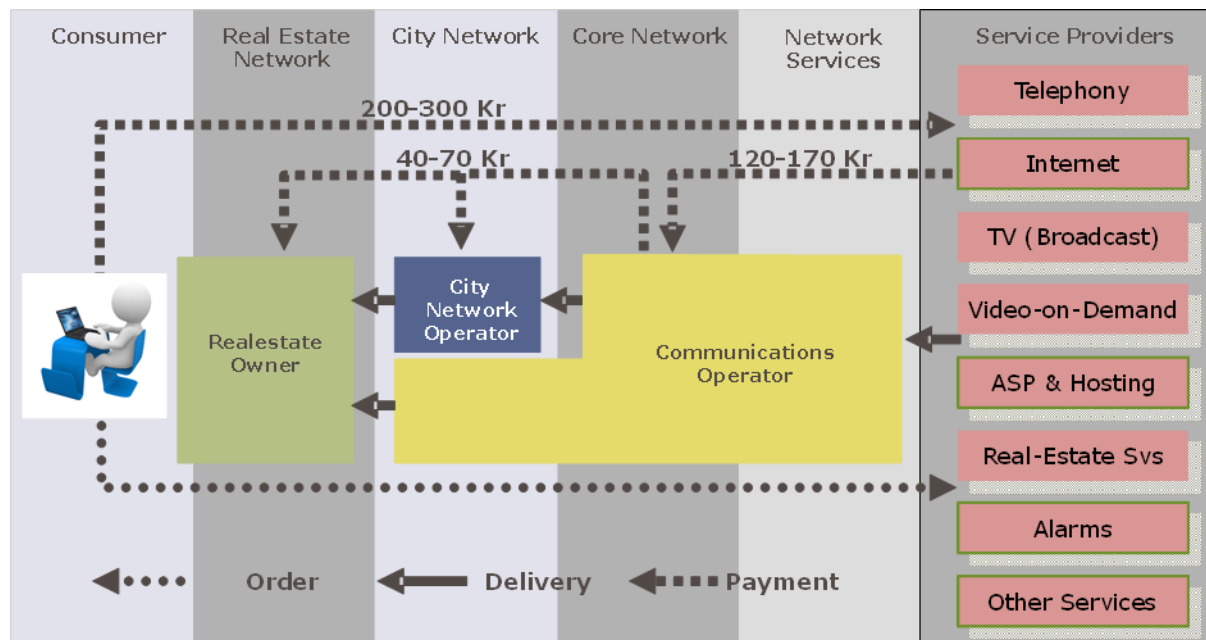 Consumer
Real Estate
Network
City Network
Core Network
Network
Services
Service Providers
Telephony
200-300 Kr
40-70 Kr
120-170 Kr
Internet
TV (Broadcast)
City
Network
Operator
Video-on-Demand
Realestate
Owner
Communications
Operator
ASP & Hosting
Real-Estate Svs
Alarms
Order
Delivery
Payment
Other Services